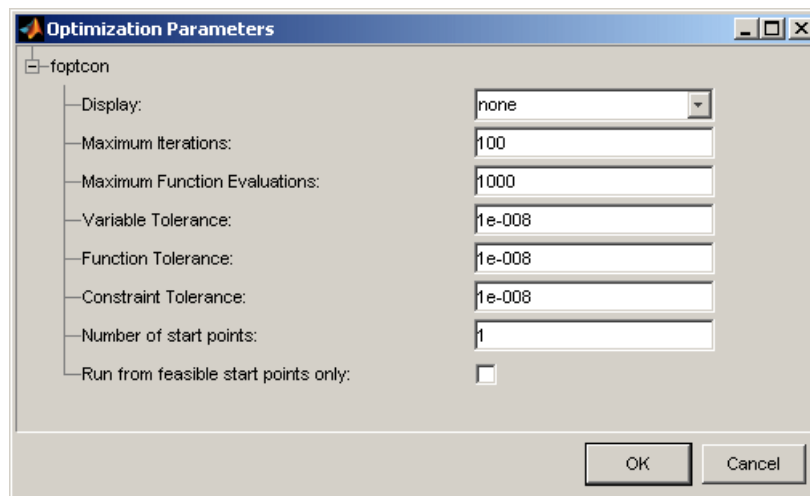 Optimization Parameters
foptcon
Display: none
Maximum Iterations: 100
Maximum Function Evaluations: 1000
Variable Tolerance: 1e-008
Function Tolerance: 1e-008
Constraint Tolerance: 1e-008
Number of start points: 1
Run from feasible start points only:
OK Cancel